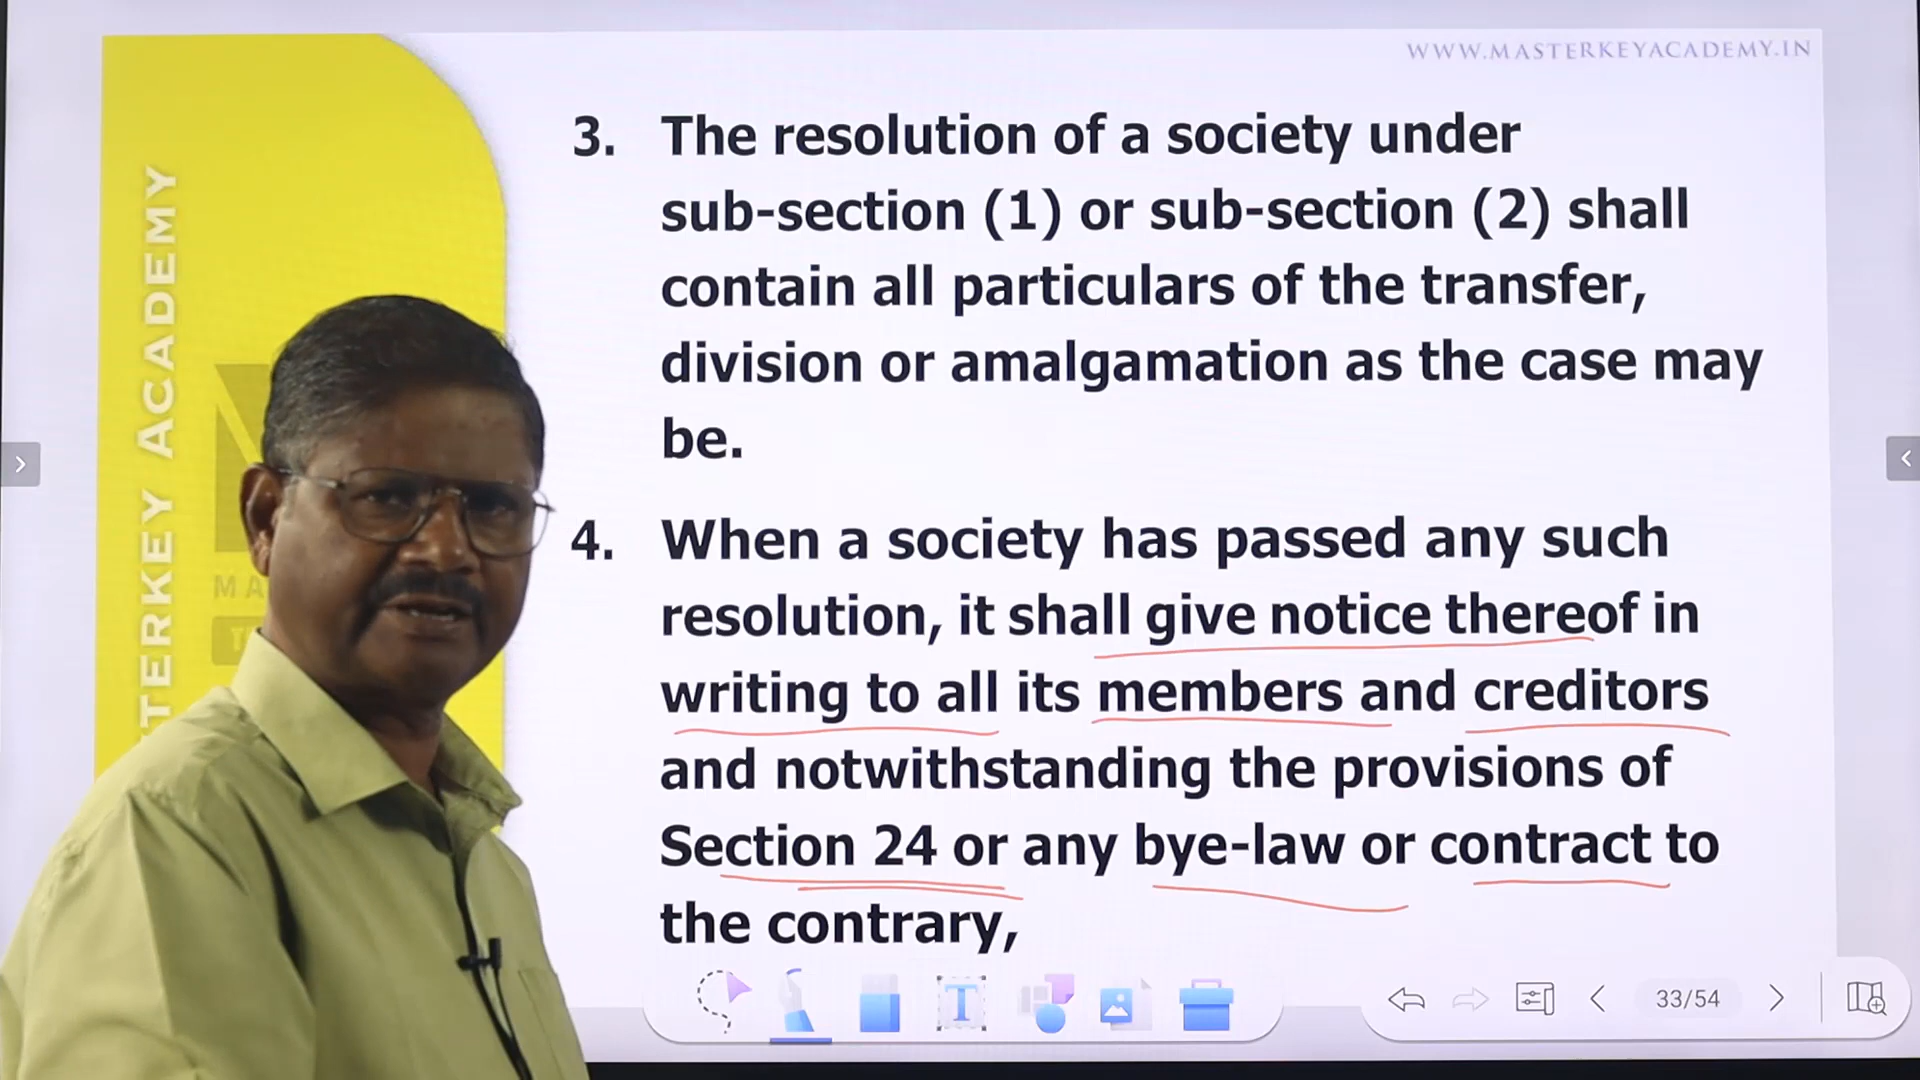 WWW.MASTERKEYACADEMY.IN
3. The resolution of a society under
sub-section (1) or sub-section (2) shall
contain all particulars of the transfer,
division or amalgamation as the case may
be.
4. When a society has passed any such
resolution, it shall give notice thereof in
writing to all its members and creditors
and notwithstanding the provisions of
Section 24 or any bye-law or contract to
the contrary,
TERKEY ACADEMY
MA
T
33/54